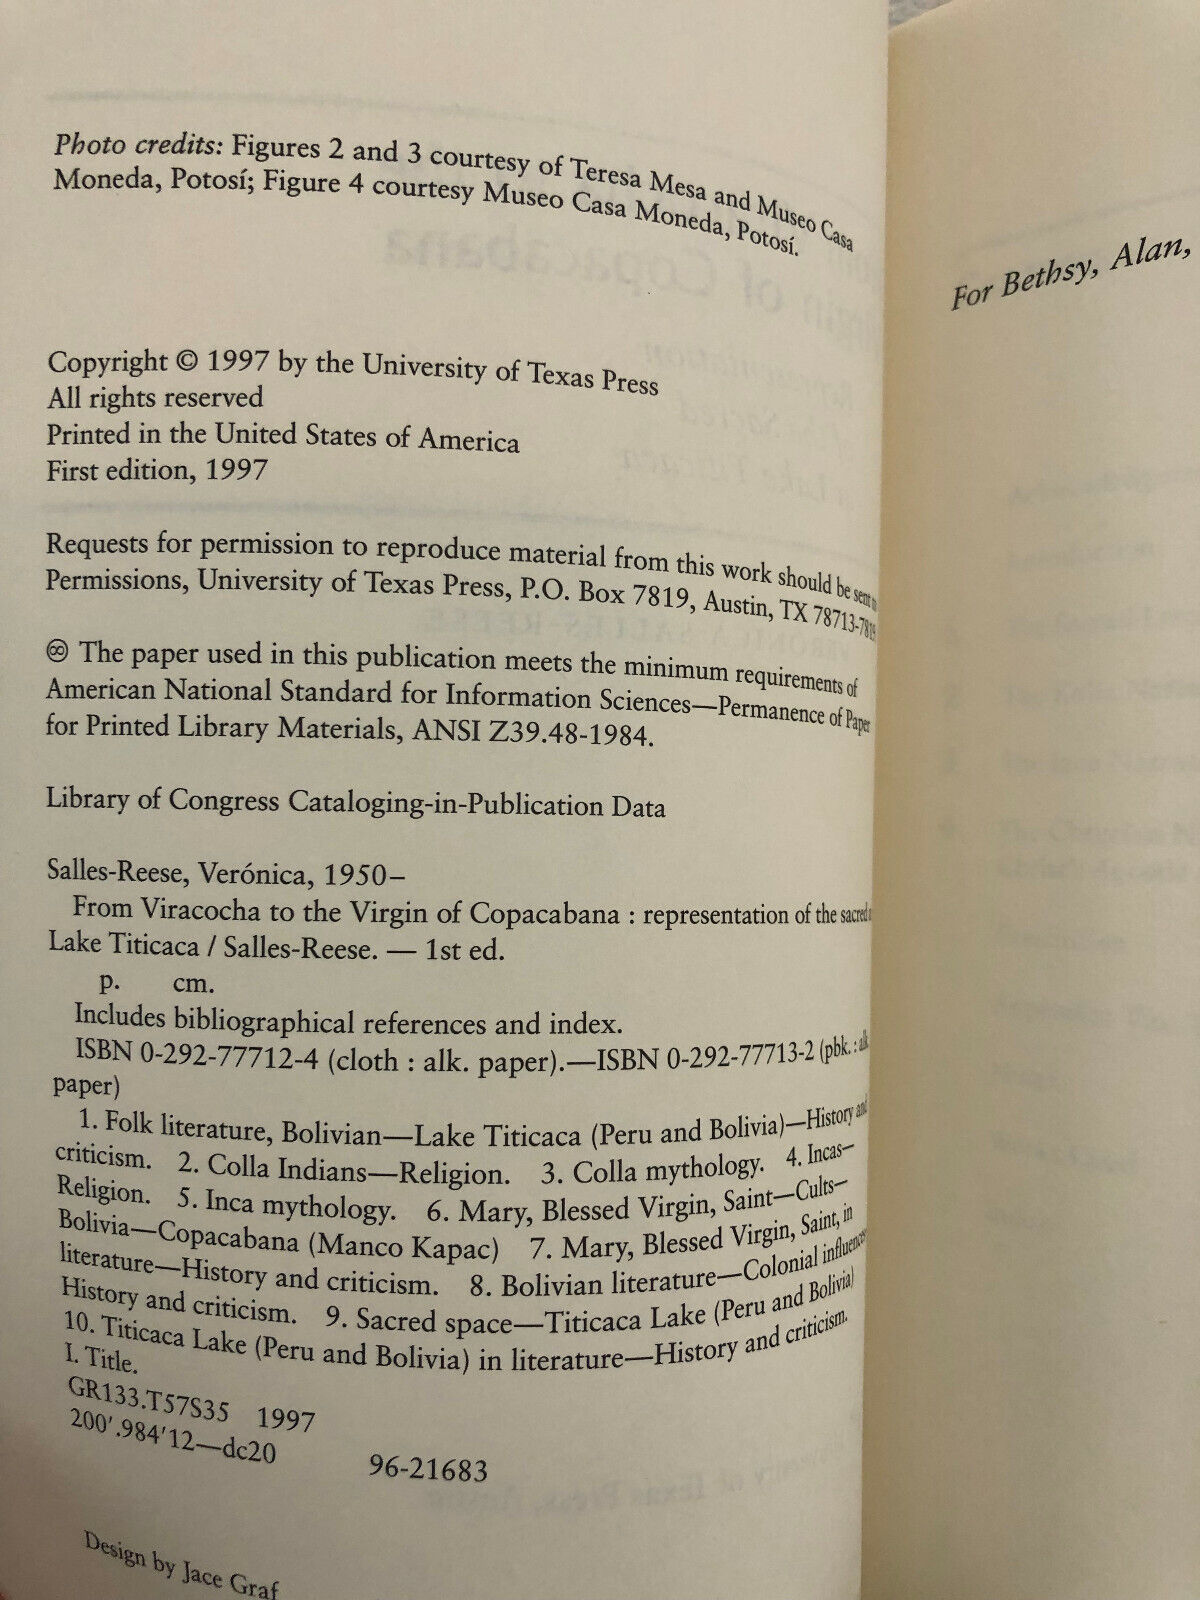 Photo credits: Figures 2 and 3 courtesy of Teresa Mesa and Museo Casa
Moneda, Potosí; Figure 4 courtesy Museo Casa Moneda, Potosí.
Copyright © 1997 by the University of Texas Press
All rights reserved
Printed in the United States of America
First edition, 1997
Requests for permission to reproduce material from this work should be sent to
Permissions, University of Texas Press, P.O. Box 7819, Austin, TX 78713-7819
♾ The paper used in this publication meets the minimum requirements of
American National Standard for Information Sciences—Permanence of Paper
for Printed Library Materials, ANSI Z39.48-1984.
Library of Congress Cataloging-in-Publication Data
Salles-Reese, Verónica, 1950–
From Viracocha to the Virgin of Copacabana : representation of the sacred
Lake Titicaca / Salles-Reese. — 1st ed.
p. cm.
Includes bibliographical references and index.
ISBN 0-292-77712-4 (cloth : alk. paper).—ISBN 0-292-77713-2 (pbk. : alk
paper)
1. Folk literature, Bolivian—Lake Titicaca (Peru and Bolivia)—History and
criticism. 2. Colla Indians—Religion. 3. Colla mythology. 4. Incas—
Religion. 5. Inca mythology. 6. Mary, Blessed Virgin, Saint—Cults—
Bolivia—Copacabana (Manco Kapac) 7. Mary, Blessed Virgin, Saint, in
literature—History and criticism. 8. Bolivian literature—Colonial influences
History and criticism. 9. Sacred space—Titicaca Lake (Peru and Bolivia)
10. Titicaca Lake (Peru and Bolivia) in literature—History and criticism.
I. Title.
GR133.T57S35 1997
200′.984′12—dc20
96-21683
Design by Jace Graf
For Bethsy, Alan,